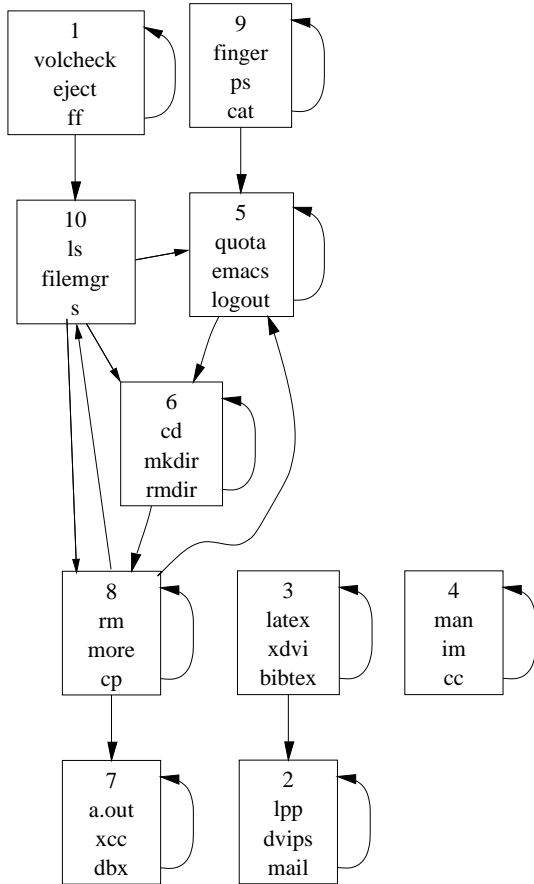 1
volcheck
eject
ff
9
finger
ps
cat
10
ls
filemgr
s
5
quota
emacs
logout
6
cd
mkdir
rmdir
8
rm
more
cp
3
latex
xdvi
bibtex
4
man
im
cc
7
a.out
xcc
dbx
2
lpp
dvips
mail